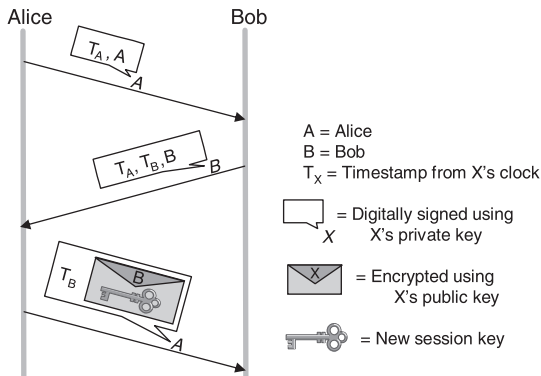 Alice Bob
T_A, A
A
A = Alice
B = Bob
T_X = Timestamp from X's clock
T_A, T_B, B
B
= Digitally signed using
X's private key
X
T_B
B
A
X
= Encrypted using
X's public key
= New session key